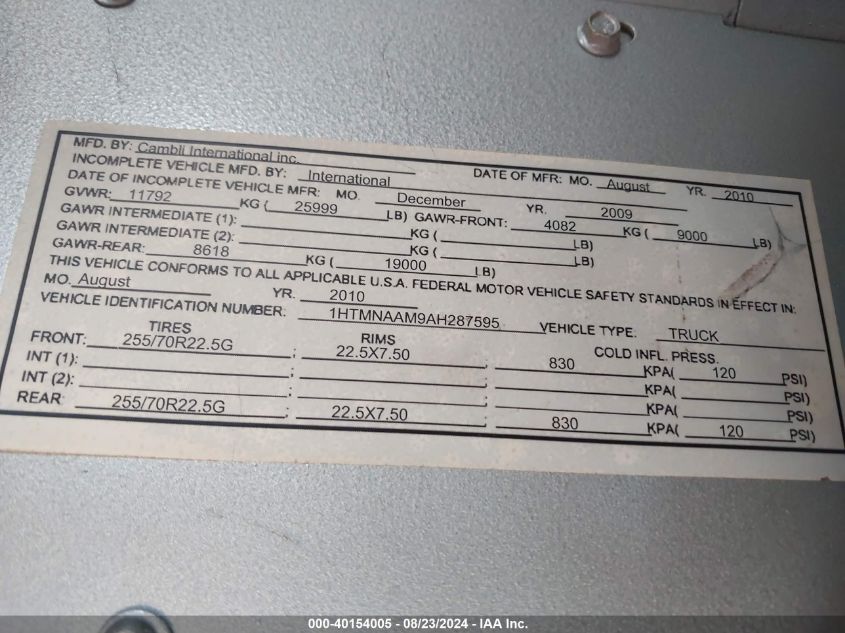 MFD. BY: Cambli International inc. DATE OF MFR: MO. August YR. 2010
INCOMPLETE VEHICLE MFD. BY: International
DATE OF INCOMPLETE VEHICLE MFR: MO. December YR. 2009
GVWR: 11792 KG ( 25999 LB) GAWR-FRONT: 4082 KG ( 9000 LB)
GAWR INTERMEDIATE (1): KG ( LB)
GAWR INTERMEDIATE (2): KG ( LB)
GAWR-REAR: 8618 KG ( 19000 LB)
THIS VEHICLE CONFORMS TO ALL APPLICABLE U.S.A. FEDERAL MOTOR VEHICLE SAFETY STANDARDS IN EFFECT IN:
MO. August YR. 2010
VEHICLE IDENTIFICATION NUMBER: 1HTMNAAM9AH287595 VEHICLE TYPE: TRUCK
TIRES RIMS COLD INFL. PRESS.
FRONT: 255/70R22.5G ; 22.5X7.50 ; 830 KPA( 120 PSI)
INT (1): ; ; KPA( PSI)
INT (2): ; ; KPA( PSI)
REAR: 255/70R22.5G ; 22.5X7.50 ; 830 KPA( 120 PSI)
000-40154005 - 08/23/2024 - IAA Inc.